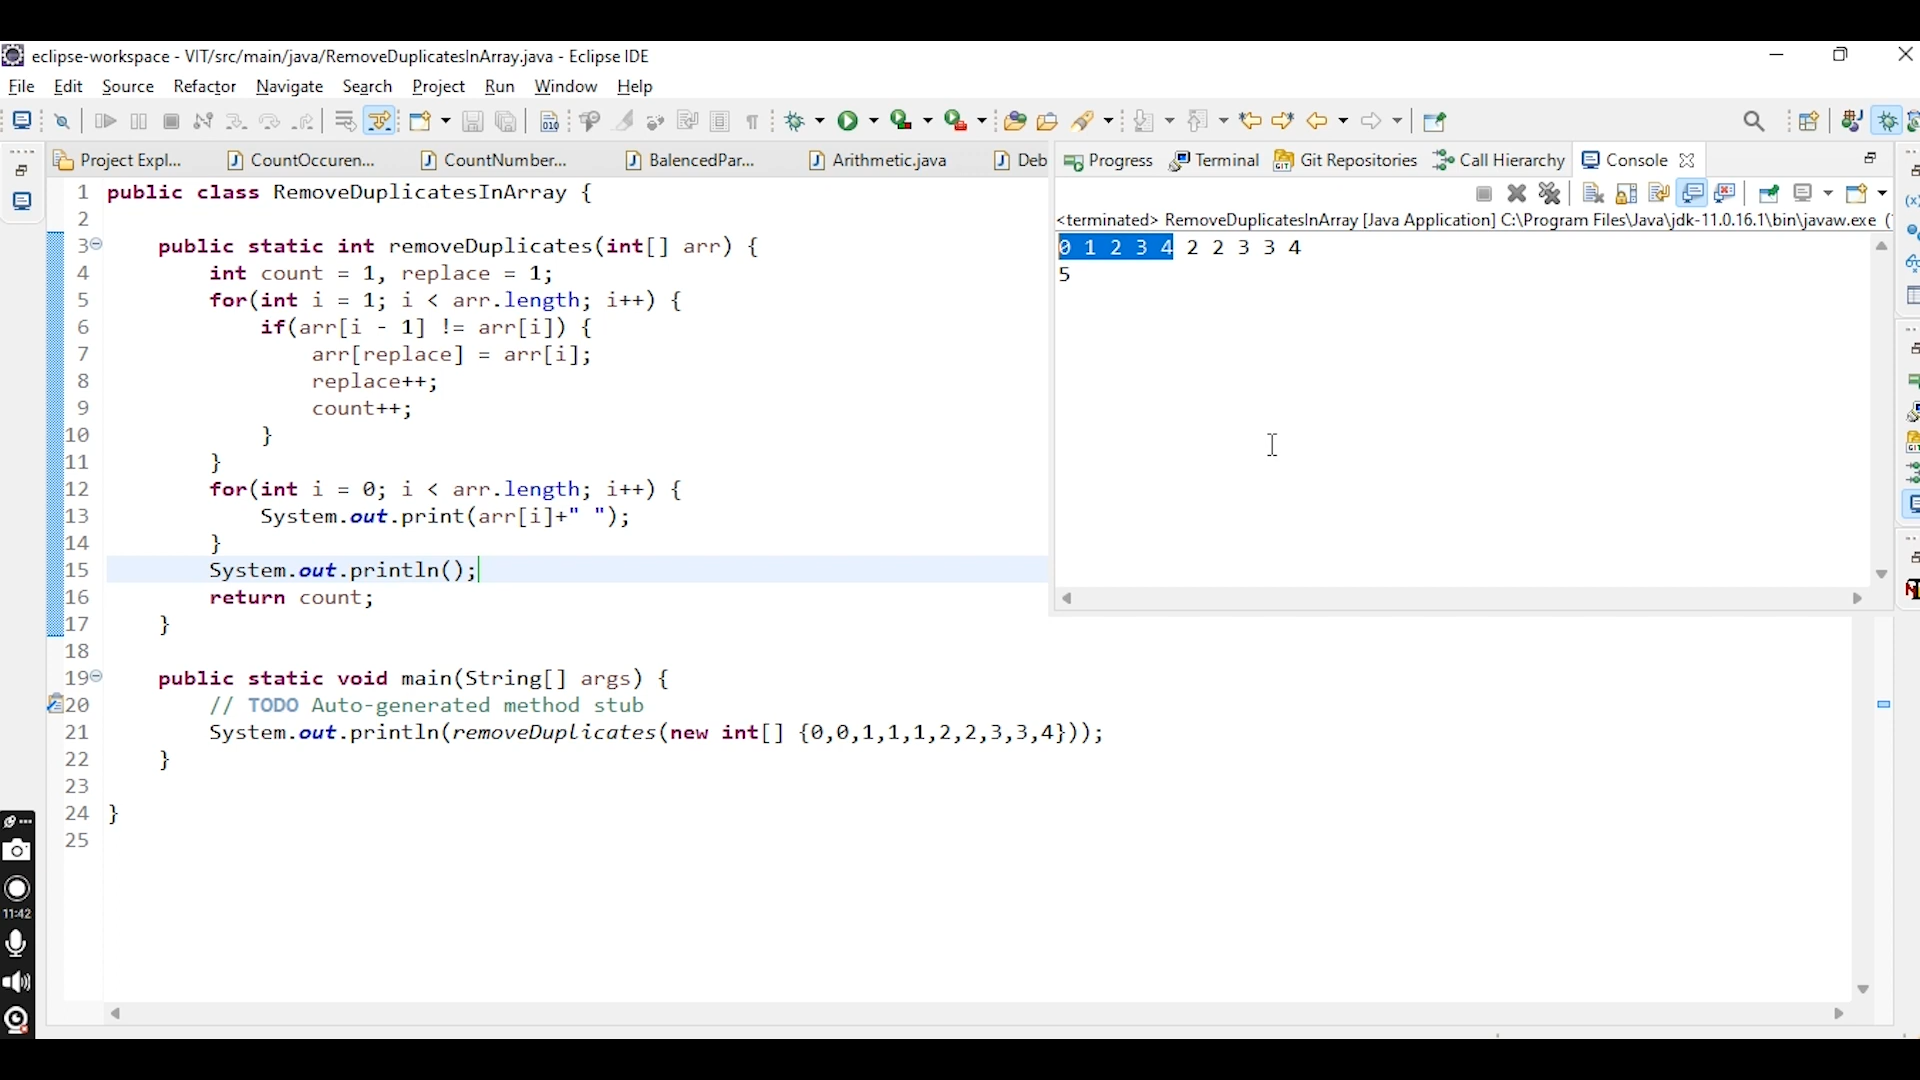 eclipse-workspace - VIT/src/main/java/RemoveDuplicatesInArray.java - Eclipse IDE
File Edit Source Refactor Navigate Search Project Run Window Help
Project Expl... CountOccuren... CountNumber... BalencedPar... Arithmetic.java Deb
Progress Terminal Git Repositories Call Hierarchy Console
<terminated> RemoveDuplicatesInArray [Java Application] C:\Program Files\Java\jdk-11.0.16.1\bin\javaw.exe (
0 1 2 3 4 2 2 3 3 4
5
1 public class RemoveDuplicatesInArray {
2
3 public static int removeDuplicates(int[] arr) {
4 int count = 1, replace = 1;
5 for(int i = 1; i < arr.length; i++) {
6 if(arr[i - 1] != arr[i]) {
7 arr[replace] = arr[i];
8 replace++;
9 count++;
10 }
11 }
12 for(int i = 0; i < arr.length; i++) {
13 System.out.print(arr[i]+" ");
14 }
15 System.out.println();
16 return count;
17 }
18
19 public static void main(String[] args) {
20 // TODO Auto-generated method stub
21 System.out.println(removeDuplicates(new int[] {0,0,1,1,1,2,2,3,3,4}));
22 }
23
24 }
25
11:42